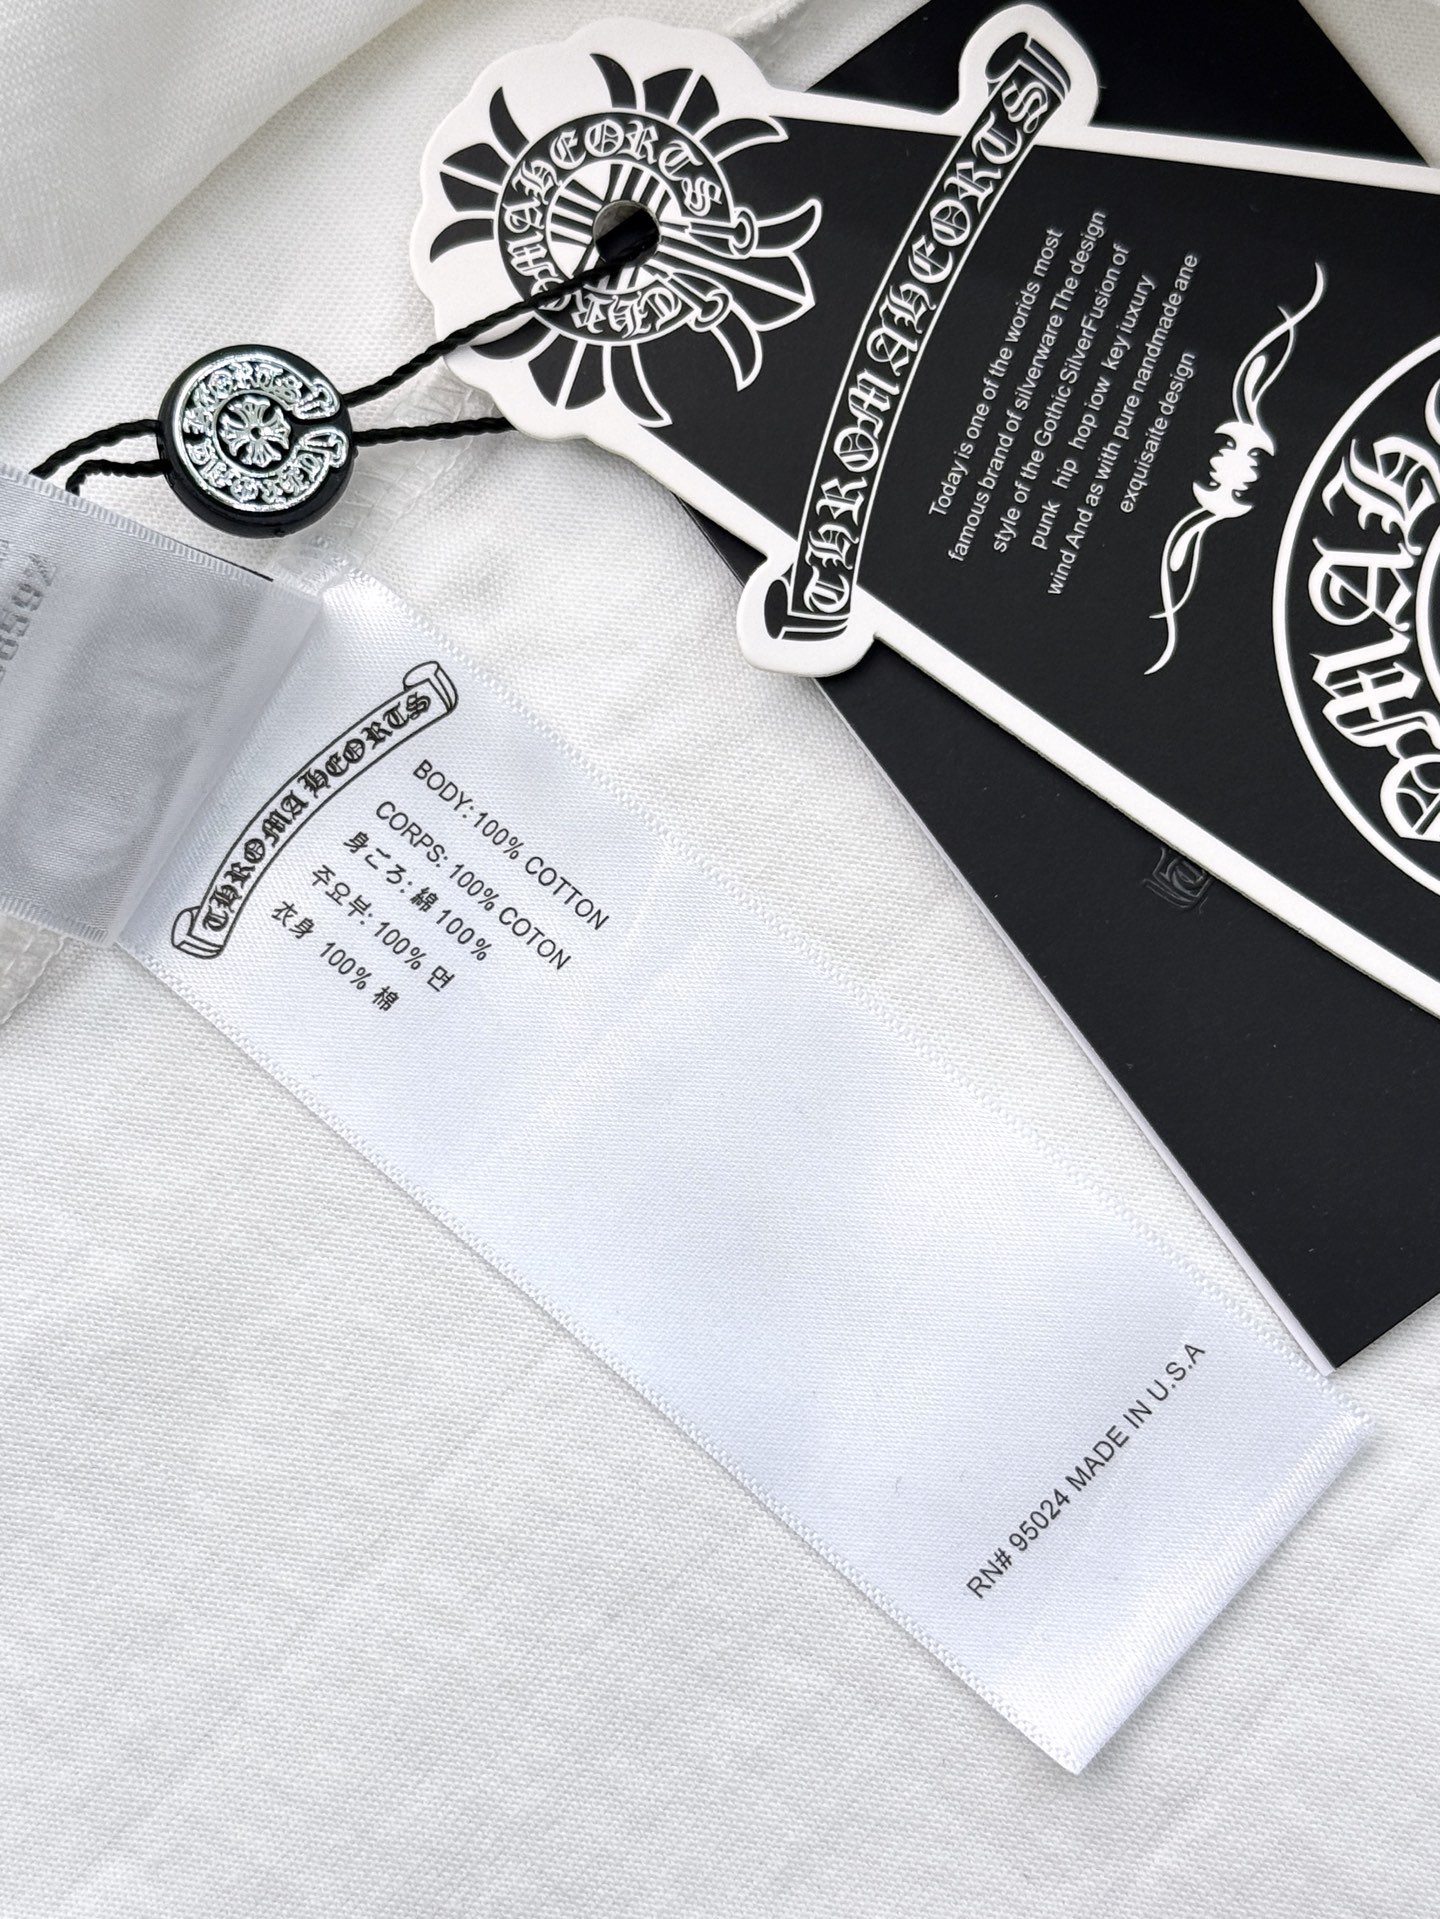 THROMAHEORTS
THROMAHEORTS
Today is one of the worids most
famous brand of silverware The design
style of the Gothic SilverFusion of
punk hip hop iow key iuxury
wind And as with pure nandmade ane
exquisaite design
THROMA HEORTS
BODY: 100% COTTON
CORPS: 100% COTON
身ごろ: 綿 100%
주요부: 100% 면
衣身 100% 棉
RN# 95024 MADE IN U.S.A